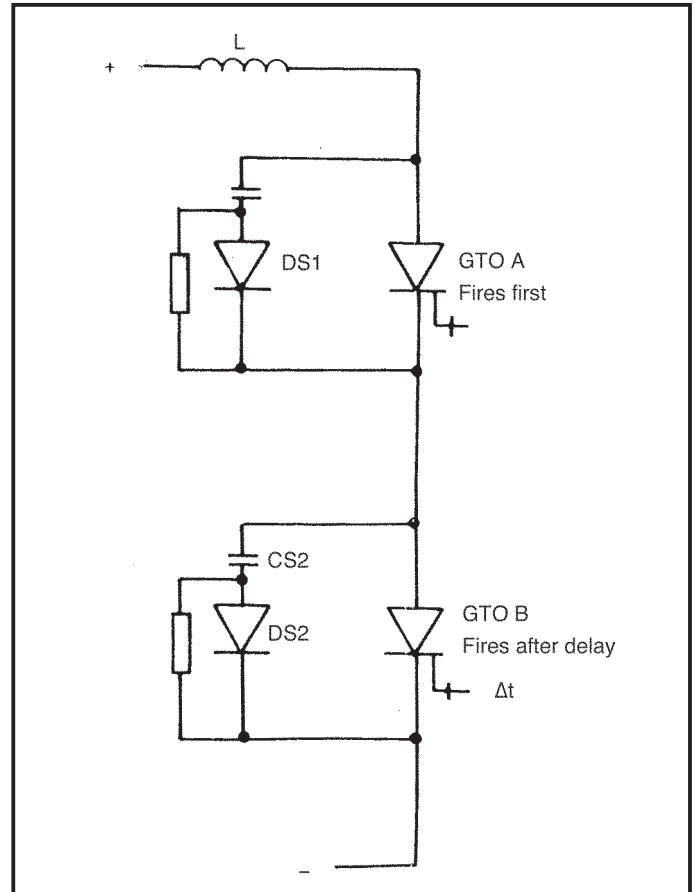 L
+
DS1
GTO A
Fires first
CS2
DS2
GTO B
Fires after delay
Δt
–